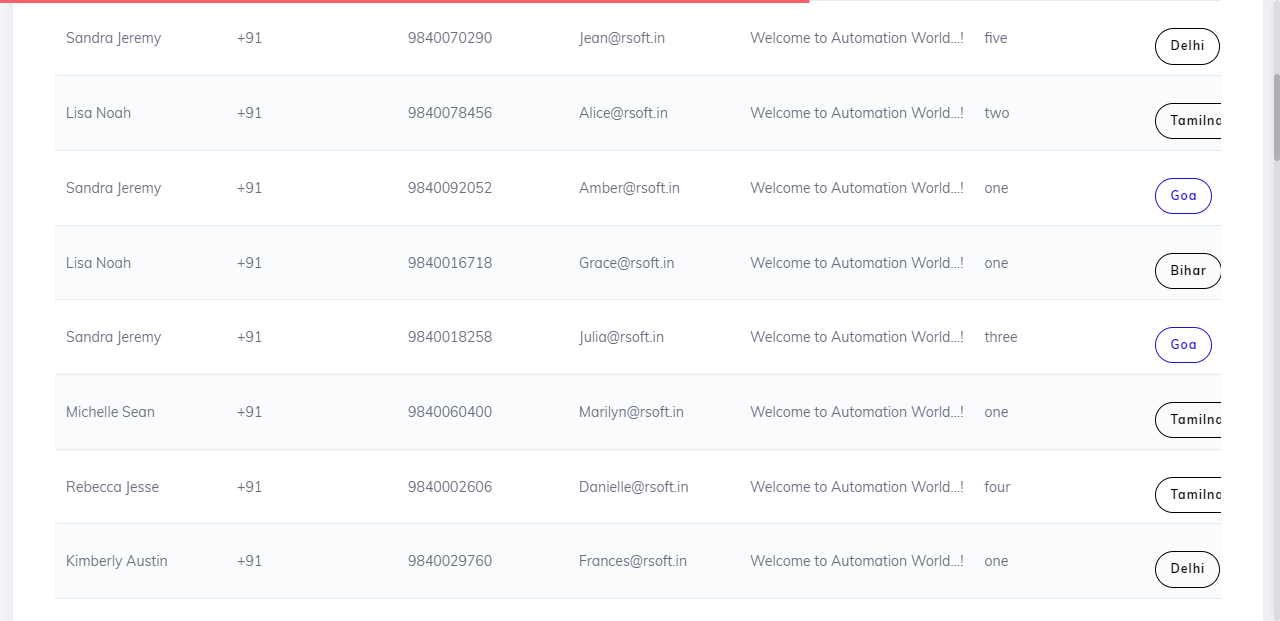 Sandra Jeremy +91 9840070290 Jean@rsoft.in Welcome to Automation World...! five Delhi
Lisa Noah +91 9840078456 Alice@rsoft.in Welcome to Automation World...! two
Sandra Jeremy +91 9840092052 Amber@rsoft.in Welcome to Automation World...! one Goa
Lisa Noah +91 9840016718 Grace@rsoft.in Welcome to Automation World...! one Bihar
Sandra Jeremy +91 9840018258 Julia@rsoft.in Welcome to Automation World...! three Goa
Michelle Sean +91 9840060400 Marilyn@rsoft.in Welcome to Automation World...! one
Rebecca Jesse +91 9840002606 Danielle@rsoft.in Welcome to Automation World...! four
Kimberly Austin +91 9840029760 Frances@rsoft.in Welcome to Automation World...! one Delhi